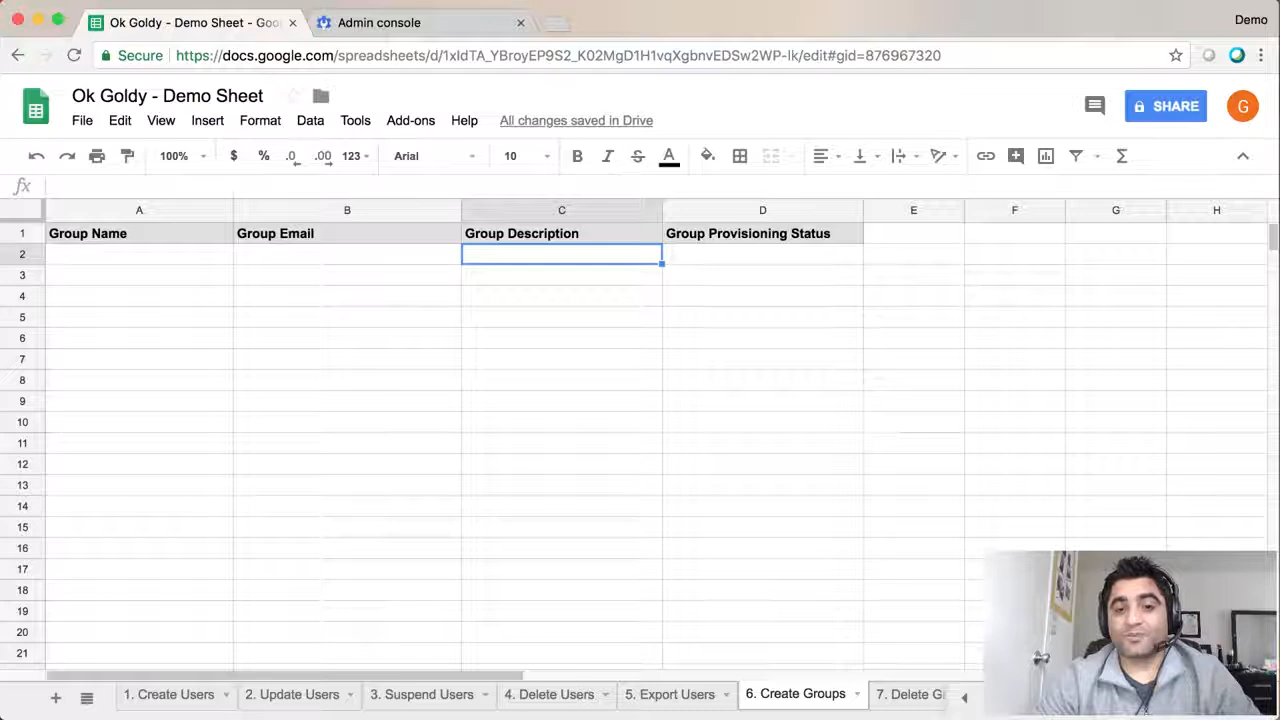 Ok Goldy - Demo Sheet - Goo
Admin console
Demo
Secure
https://docs.google.com/spreadsheets/d/1xIdTA_YBroyEP9S2_K02MgD1H1vqXgbnvEDSw2WP-lk/edit#gid=876967320
Ok Goldy - Demo Sheet
File Edit View Insert Format Data Tools Add-ons Help All changes saved in Drive
SHARE
G
100% $ % .0 .00 123 Arial 10 B I S A Σ
fx
A B C D E F G H
1 Group Name Group Email Group Description Group Provisioning Status
2
3
4
5
6
7
8
9
10
11
12
13
14
15
16
17
18
19
20
21
+ 1. Create Users 2. Update Users 3. Suspend Users 4. Delete Users 5. Export Users 6. Create Groups 7. Delete G